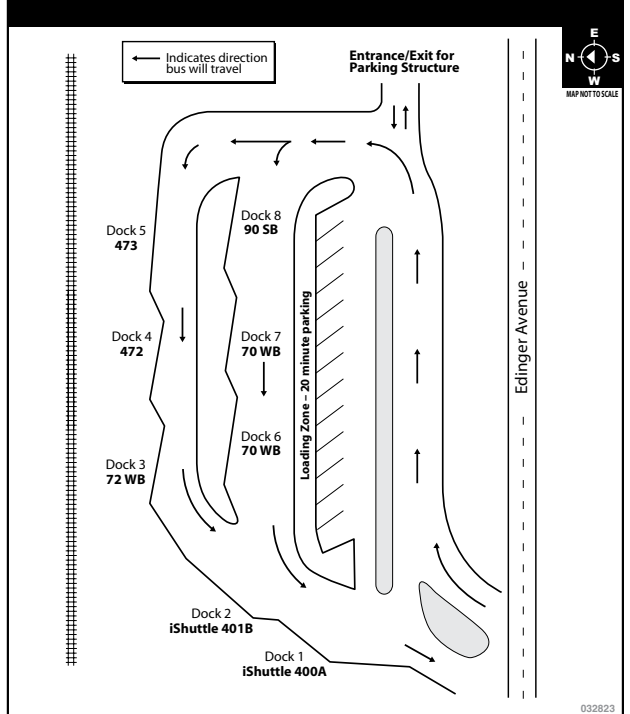 Indicates direction
bus will travel
Entrance/Exit for
Parking Structure
E
N
S
W
MAP NOT TO SCALE
Dock 5
473
Dock 8
90 SB
Dock 4
472
Dock 7
70 WB
Dock 6
70 WB
Dock 3
72 WB
Loading Zone – 20 minute parking
Edinger Avenue
Dock 2
iShuttle 401B
Dock 1
iShuttle 400A
032823